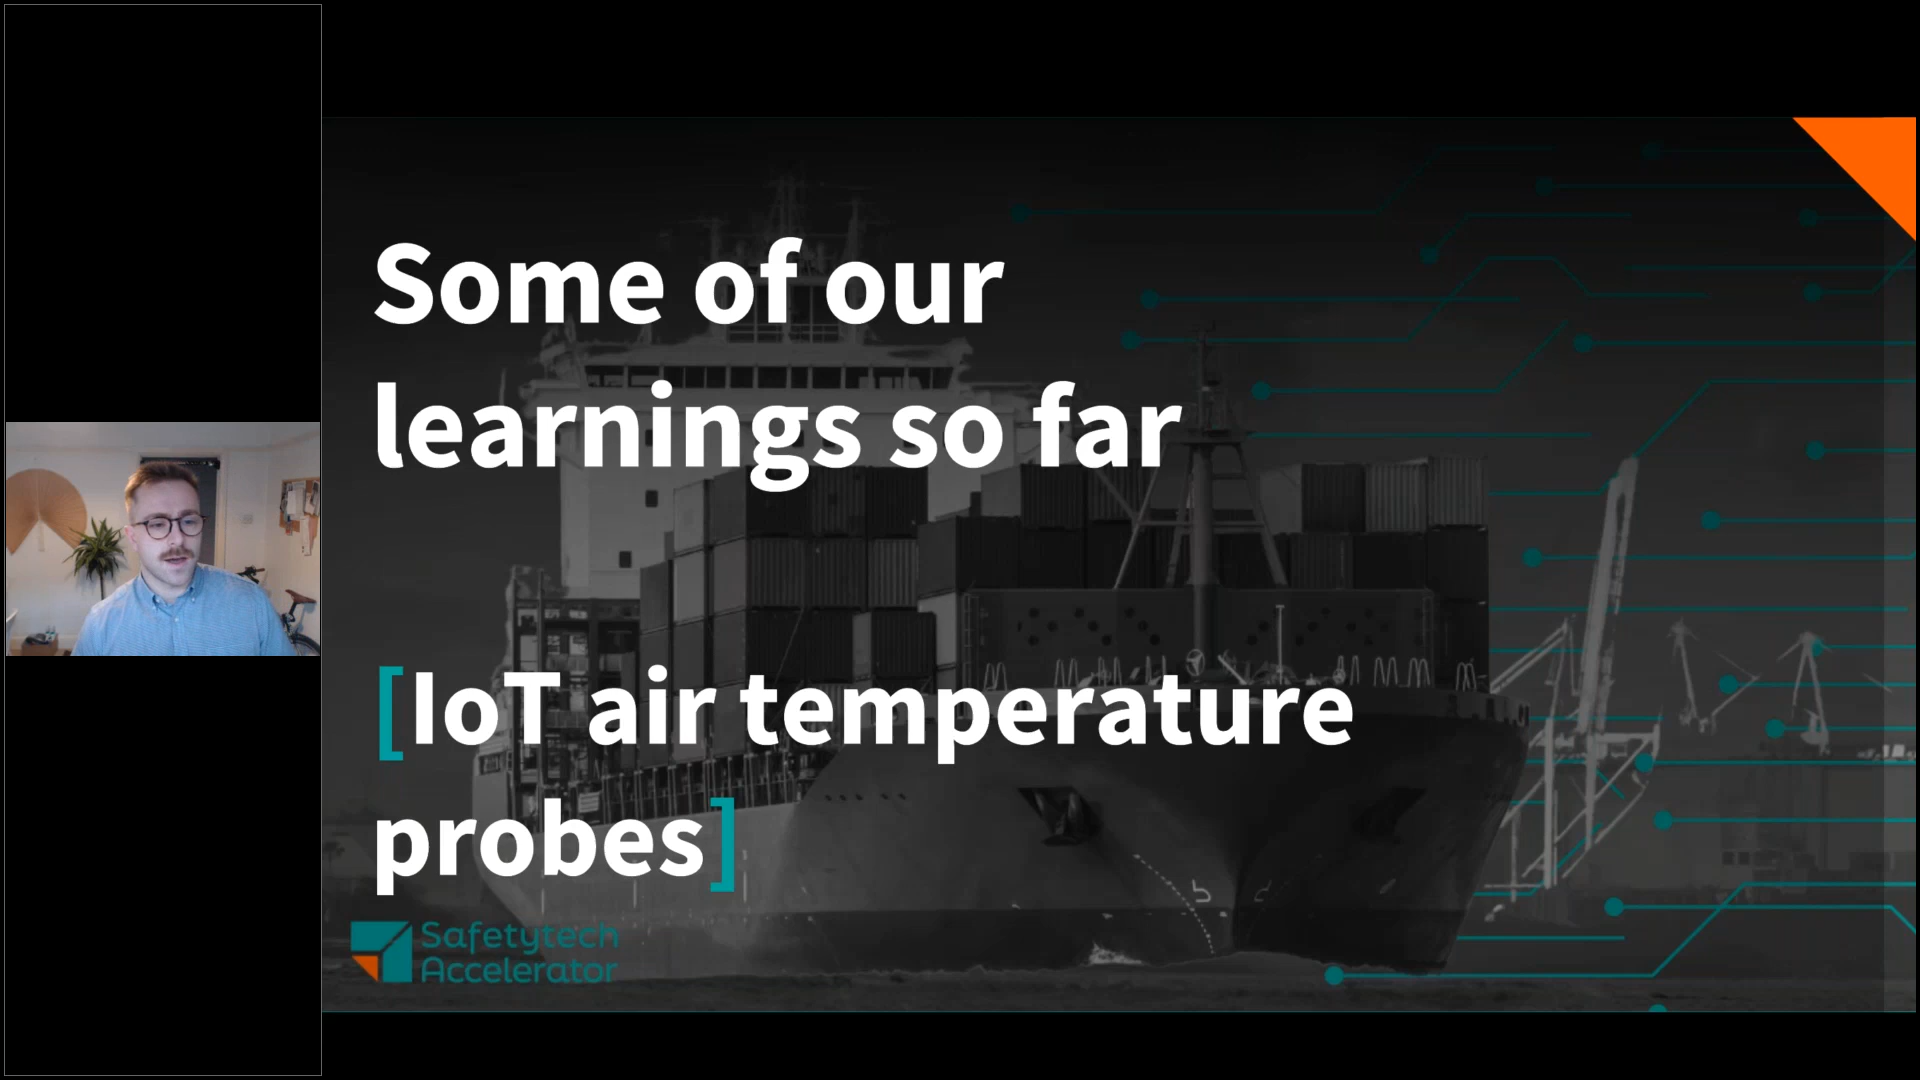 Some of our
learnings so far
[IoT air temperature
probes]
Safetytech
Accelerator